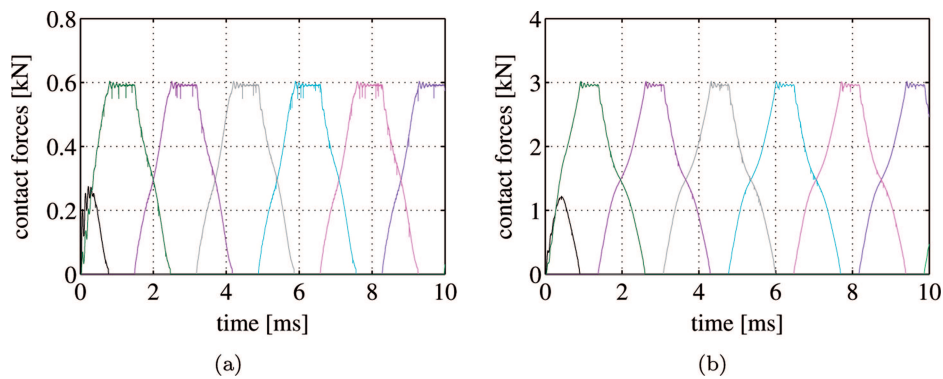 0.8
0.6
0.4
0.2
0
contact forces [kN]
0 2 4 6 8 10
time [ms]
(a)
4
3
2
1
0
contact forces [kN]
0 2 4 6 8 10
time [ms]
(b)